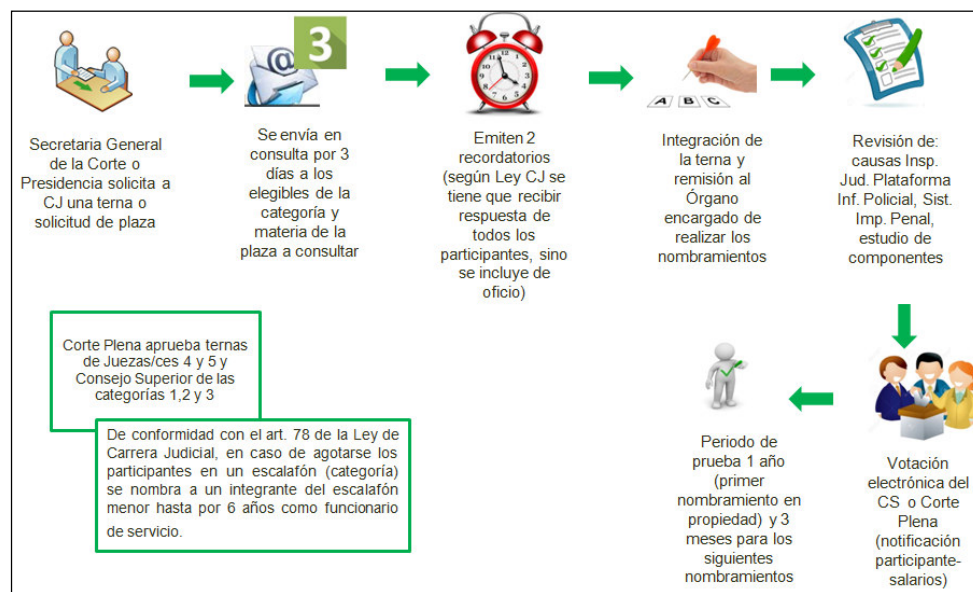 Secretaria General
de la Corte o
Presidencia solicita a
CJ una terna o
solicitud de plaza
@
3
Se envía en
consulta por 3
días a los
elegibles de la
categoría y
materia de la
plaza a consultar
Emiten 2
recordatorios
(según Ley CJ se
tiene que recibir
respuesta de
todos los
participantes, sino
se incluye de
oficio)
A B C
Integración de
la terna y
remisión al
Órgano
encargado de
realizar los
nombramientos
Revisión de:
causas Insp.
Jud. Plataforma
Inf. Policial, Sist.
Imp. Penal,
estudio de
componentes
Votación
electrónica del
CS o Corte
Plena
(notificación
participante-
salarios)
Periodo de
prueba 1 año
(primer
nombramiento en
propiedad) y 3
meses para los
siguientes
nombramientos
Corte Plena aprueba ternas
de Juezas/ces 4 y 5 y
Consejo Superior de las
categorías 1,2 y 3
De conformidad con el art. 78 de la Ley de
Carrera Judicial, en caso de agotarse los
participantes en un escalafón (categoría)
se nombra a un integrante del escalafón
menor hasta por 6 años como funcionario
de servicio.